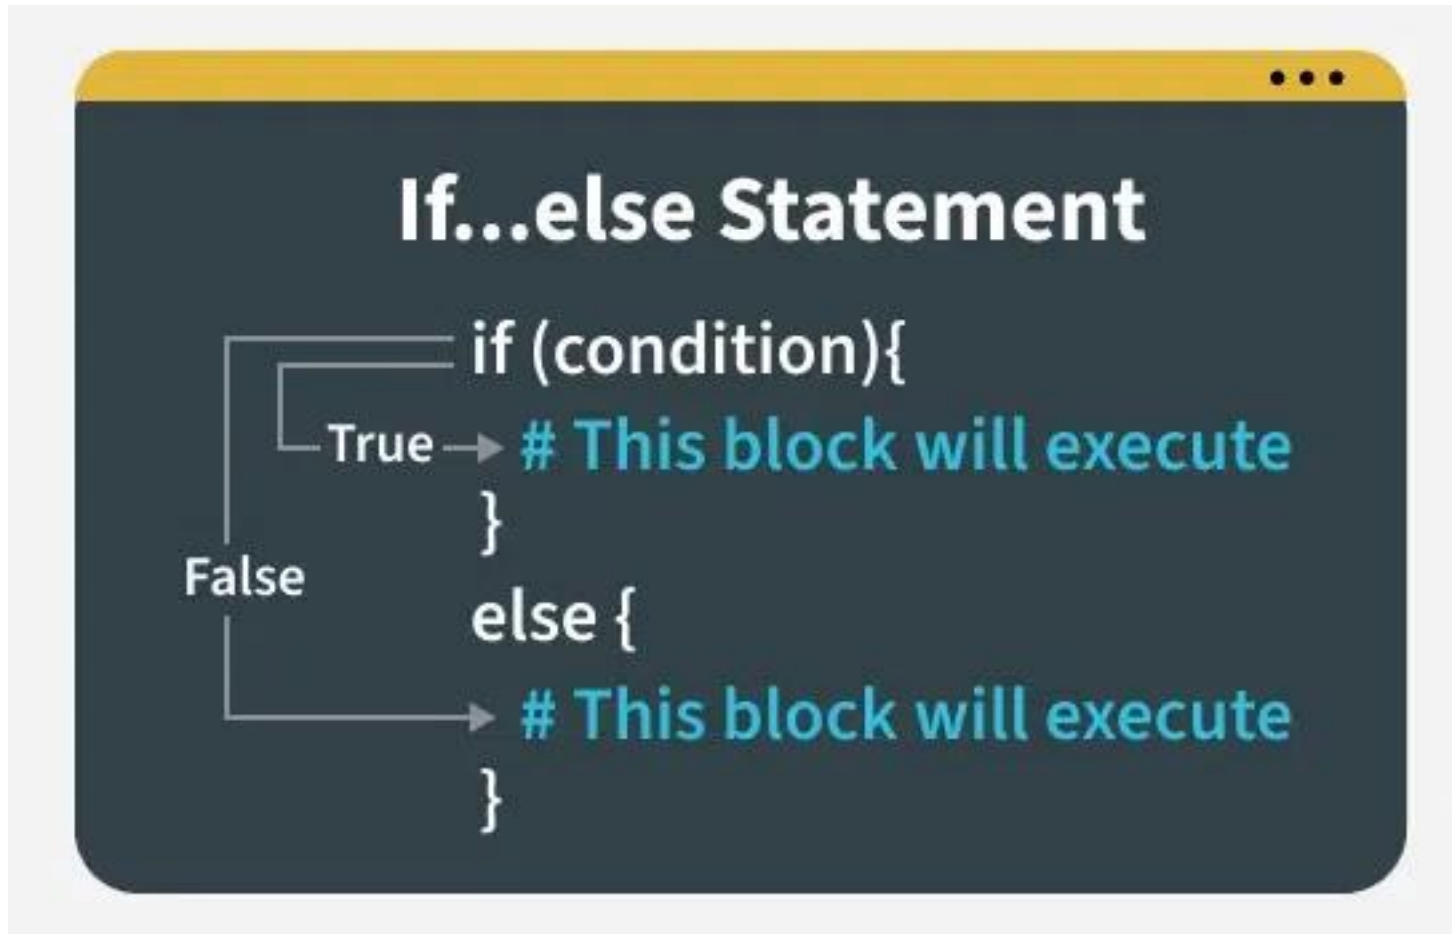 If...else Statement
if (condition){
True # This block will execute
}
False
else {
# This block will execute
}